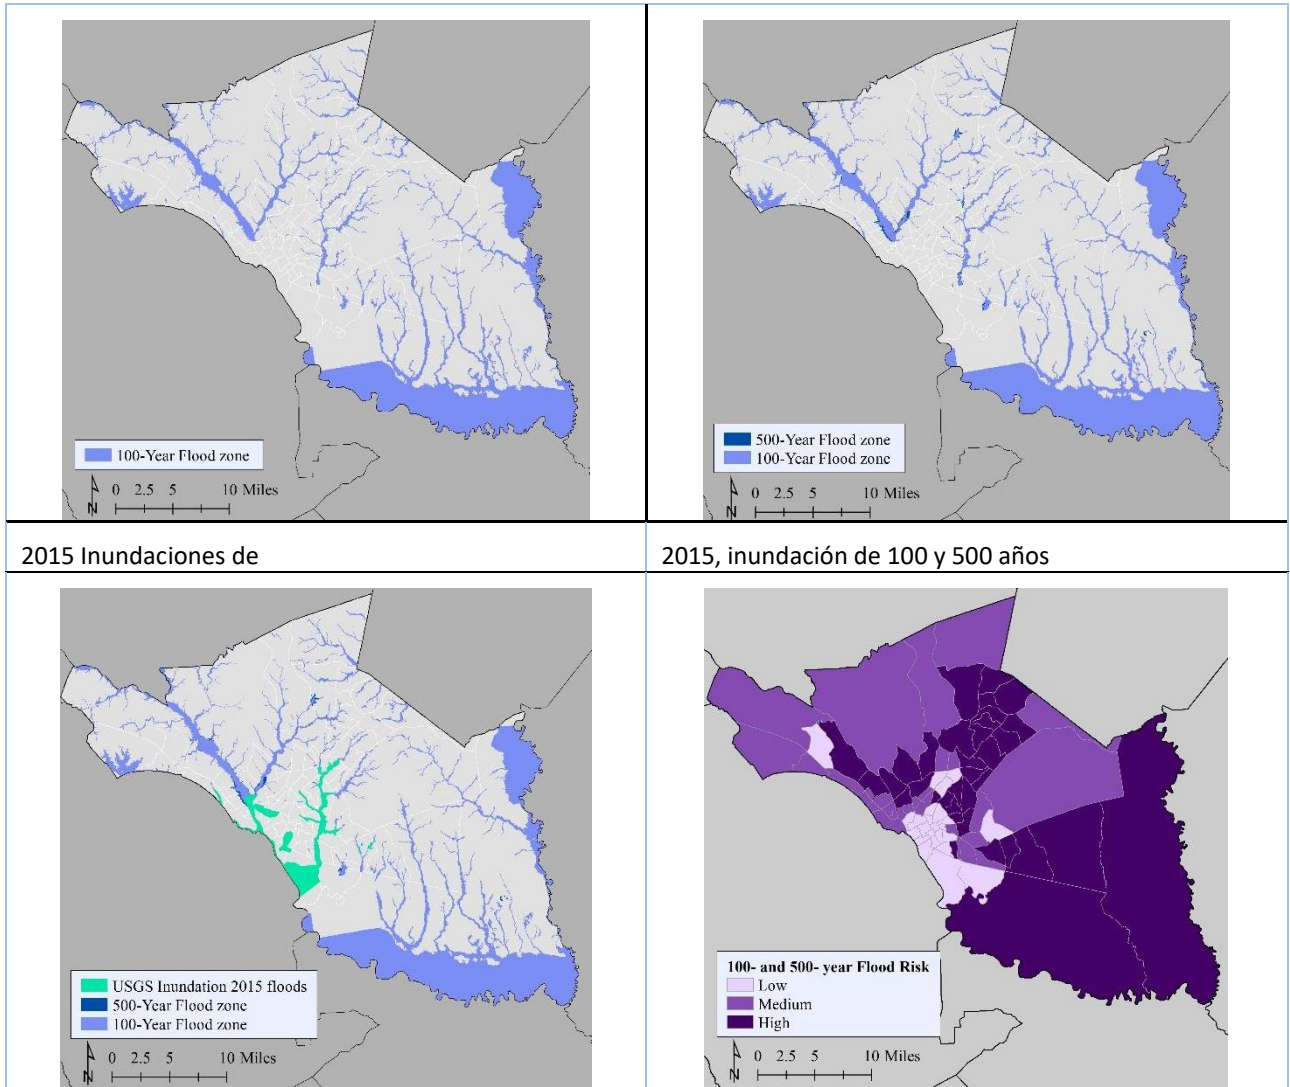 100-Year Flood zone
0 2.5 5 10 Miles
N
500-Year Flood zone
100-Year Flood zone
0 2.5 5 10 Miles
N
2015 Inundaciones de
2015, inundación de 100 y 500 años
USGS Inundation 2015 floods
500-Year Flood zone
100-Year Flood zone
0 2.5 5 10 Miles
N
100- and 500- year Flood Risk
Low
Medium
High
0 2.5 5 10 Miles
N